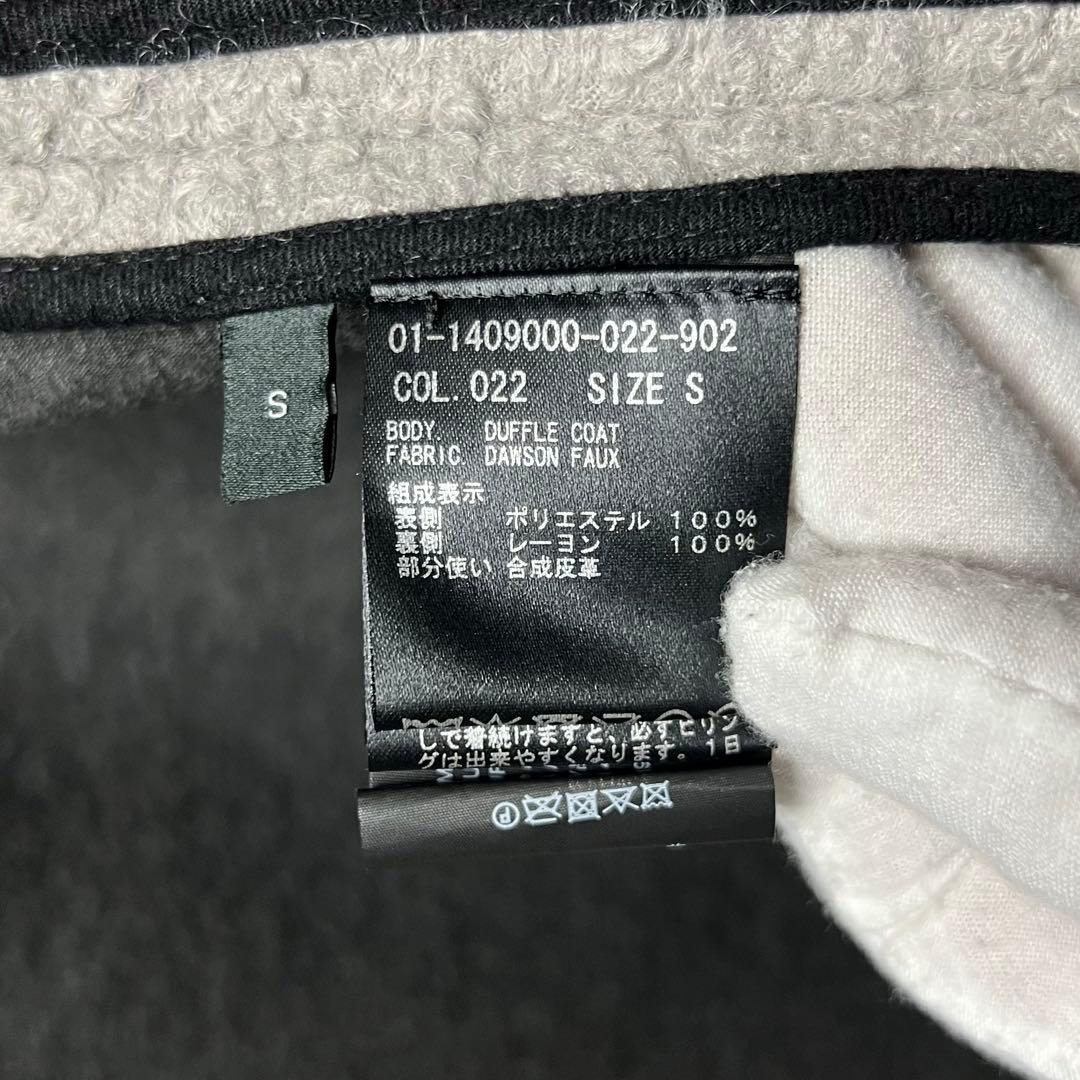 S
01-1409000-022-902
COL. 022 SIZE S
BODY. DUFFLE COAT
FABRIC DAWSON FAUX
組成表示
表側 ポリエステル 100%
裏側 レーヨン 100%
部分使い 合成皮革
しで着続けますと、必ずピリン
グは出来やすくなります。1日
P